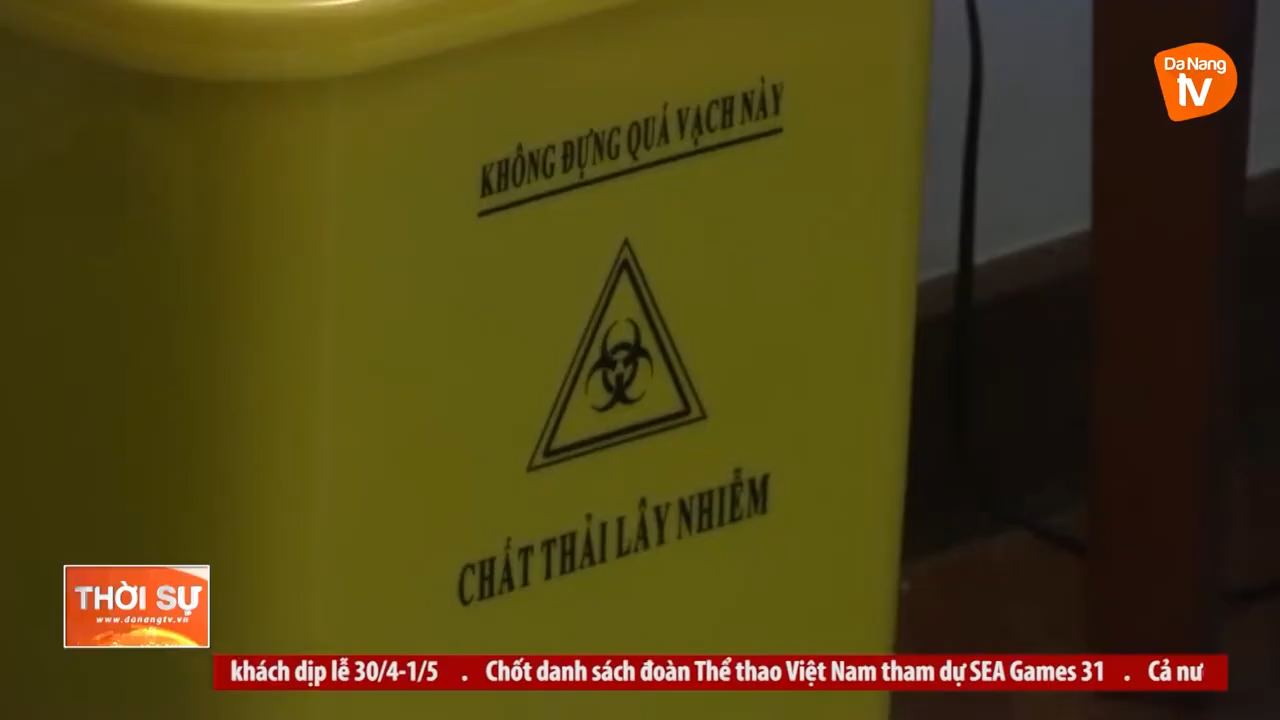 Da Nang
tv
KHÔNG ĐỰNG QUÁ VẠCH NÀY
CHẤT THẢI LÂY NHIỄM
THỜI SỰ
www.danangtv.vn
khách dịp lễ 30/4-1/5 . Chốt danh sách đoàn Thể thao Việt Nam tham dự SEA Games 31 . Cả nư